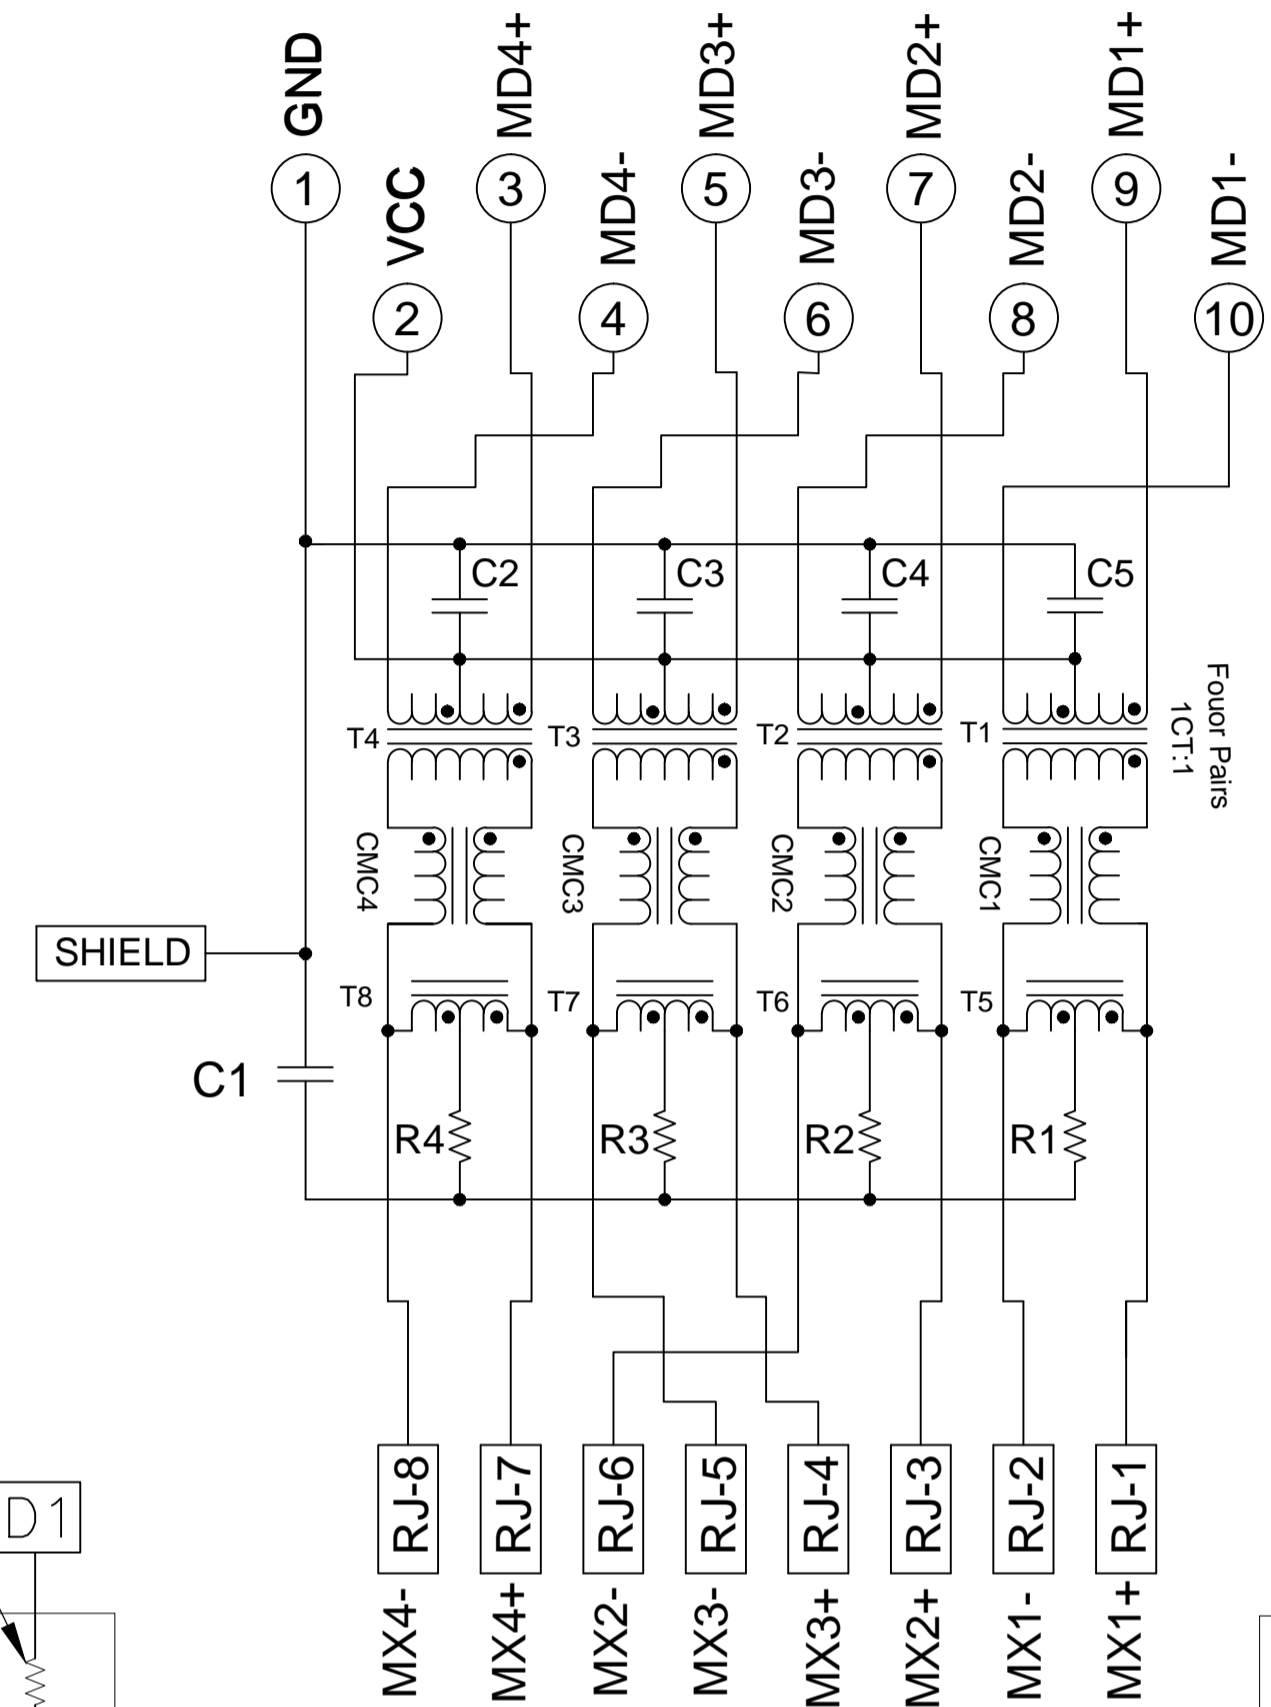 GND
MD4+
MD3+
MD2+
MD1+
VCC
MD4-
MD3-
MD2-
MD1-
1
3
5
7
9
2
4
6
8
10
C2
C3
C4
C5
T4
T3
T2
T1
Fouor Pairs
1CT:1
CMC4
CMC3
CMC2
CMC1
SHIELD
T8
T7
T6
T5
C1
R4
R3
R2
R1
RJ-8
RJ-7
RJ-6
RJ-5
RJ-4
RJ-3
RJ-2
RJ-1
D1
MX4-
MX4+
MX2-
MX3-
MX3+
MX2+
MX1-
MX1+